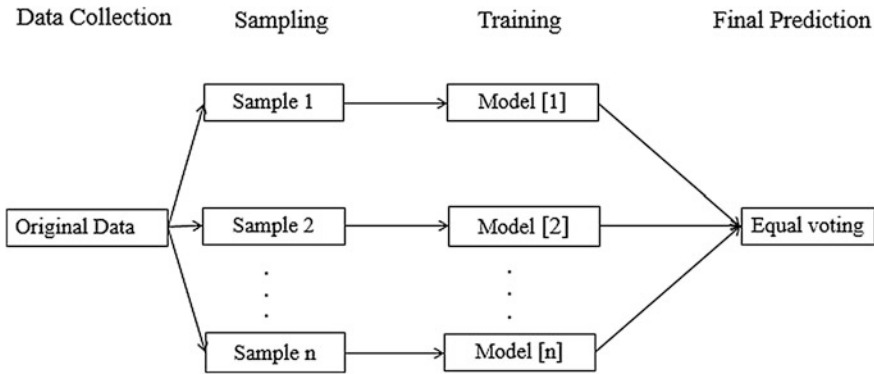 Data Collection
Sampling
Training
Final Prediction
Sample 1
Model [1]
Original Data
Sample 2
Model [2]
Equal voting
Sample n
Model [n]